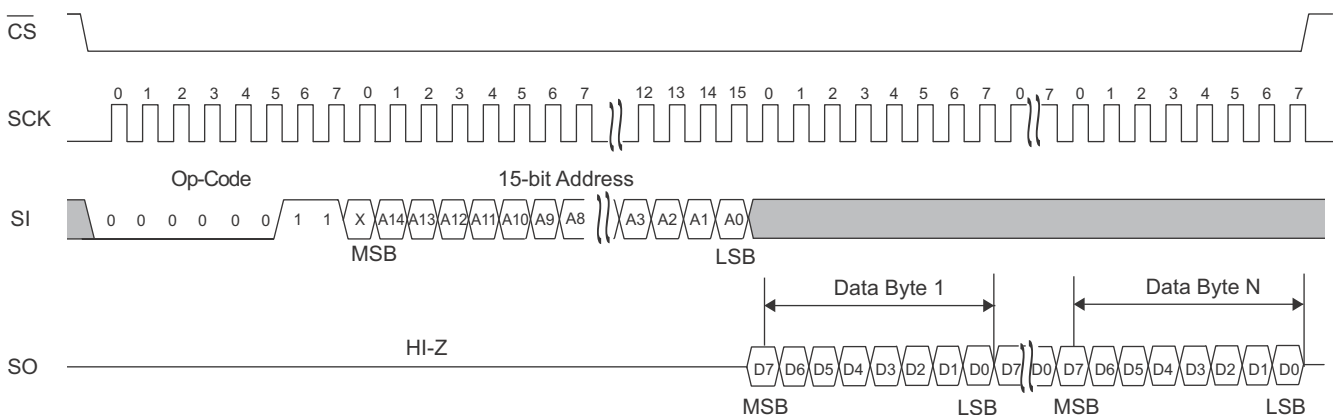 CS
0 1 2 3 4 5 6 7 0 1 2 3 4 5 6 7 12 13 14 15 0 1 2 3 4 5 6 7 0 7 0 1 2 3 4 5 6 7
SCK
Op-Code 15-bit Address
SI 0 0 0 0 0 0 1 1 X A14 A13 A12 A11 A10 A9 A8 A3 A2 A1 A0
MSB LSB
Data Byte 1 Data Byte N
HI-Z
SO D7 D6 D5 D4 D3 D2 D1 D0 D7 D0 D7 D6 D5 D4 D3 D2 D1 D0
MSB LSB MSB LSB